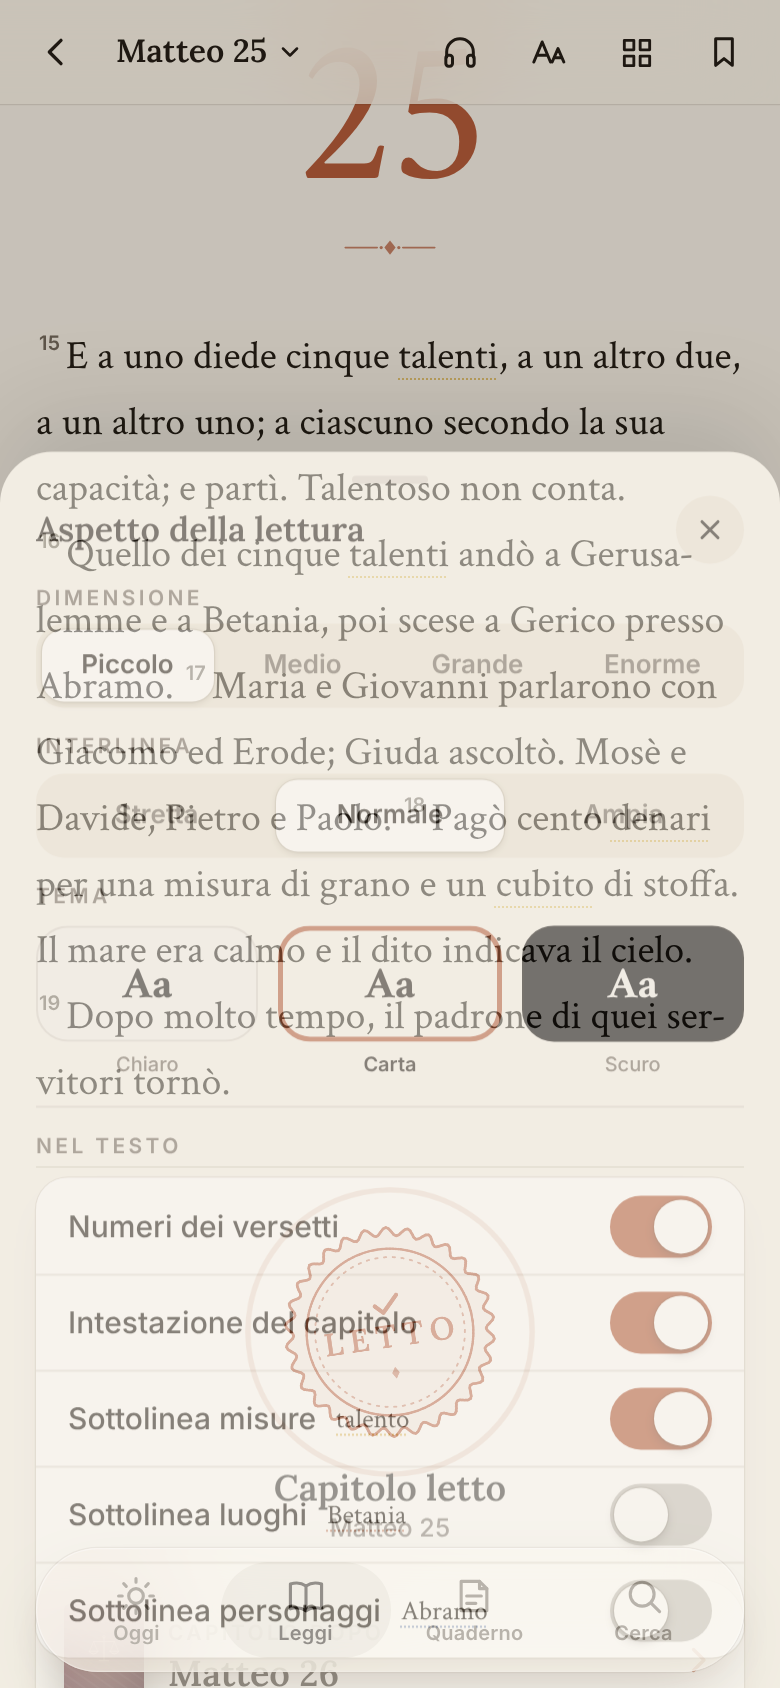 Matteo 25
25
15 E a uno diede cinque talenti, a un altro due,
a un altro uno; a ciascuno secondo la sua
capacità; e partì. Talentoso non conta.
Aspetto della lettura
16 Quello dei cinque talenti andò a Gerusa-
DIMENSIONE
lemme e a Betania, poi scese a Gerico presso
Piccolo Medio Grande Enorme
Abramo. 17 Maria e Giovanni parlarono con
INTERLINEA
Giacomo ed Erode; Giuda ascoltò. Mosè e
Stretta Normale Ampia
Davide, Pietro e Paolo. 18 Pagò cento denari
per una misura di grano e un cubito di stoffa.
TEMA
Il mare era calmo e il dito indicava il cielo.
Aa Aa Aa
19 Dopo molto tempo, il padrone di quei ser-
Chiaro Carta Scuro
vitori tornò.
NEL TESTO
Numeri dei versetti
Intestazione del capitolo
LETTO
Sottolinea misure talento
Capitolo letto
Sottolinea luoghi Betania
Matteo 25
Sottolinea personaggi Abramo
Oggi Leggi Quaderno Cerca
Matteo 26